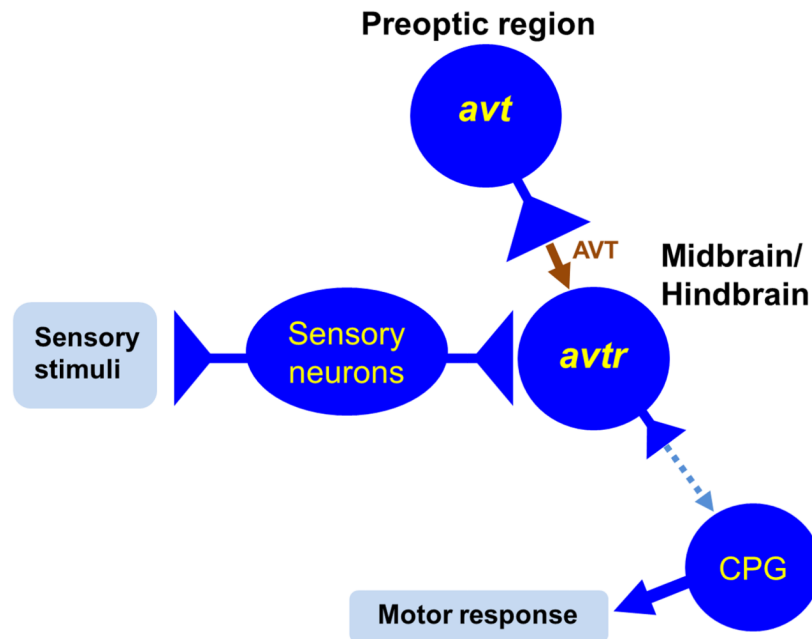 Preoptic region
avt
AVT
Midbrain/
Hindbrain
Sensory
stimuli
Sensory
neurons
avtr
CPG
Motor response